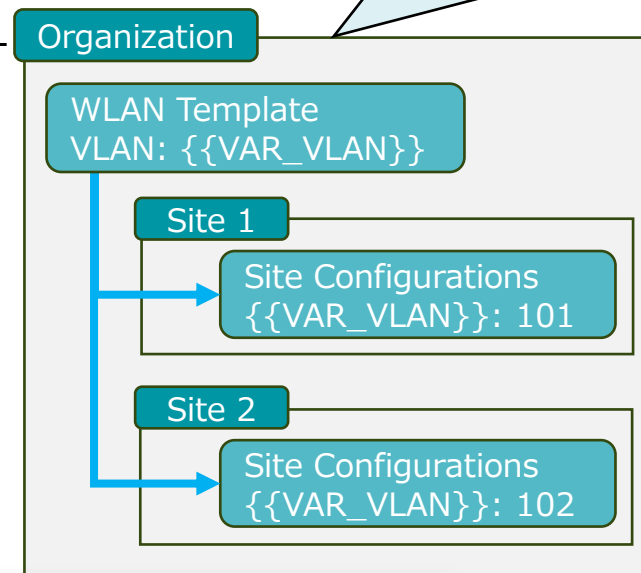 Organization
WLAN Template
VLAN: {{VAR_VLAN}}
Site 1
Site Configurations
{{VAR_VLAN}}: 101
Site 2
Site Configurations
{{VAR_VLAN}}: 102